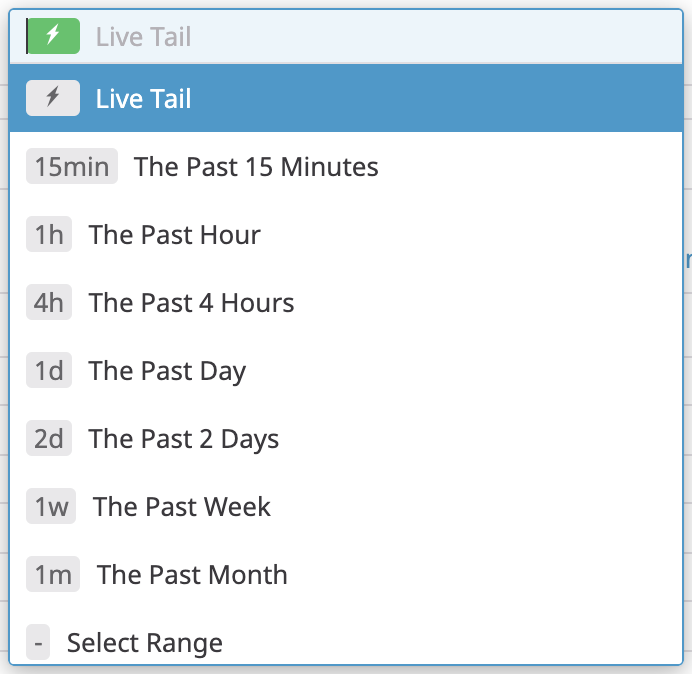 Live Tail
Live Tail
15min The Past 15 Minutes
1h The Past Hour
4h The Past 4 Hours
1d The Past Day
2d The Past 2 Days
1w The Past Week
1m The Past Month
- Select Range